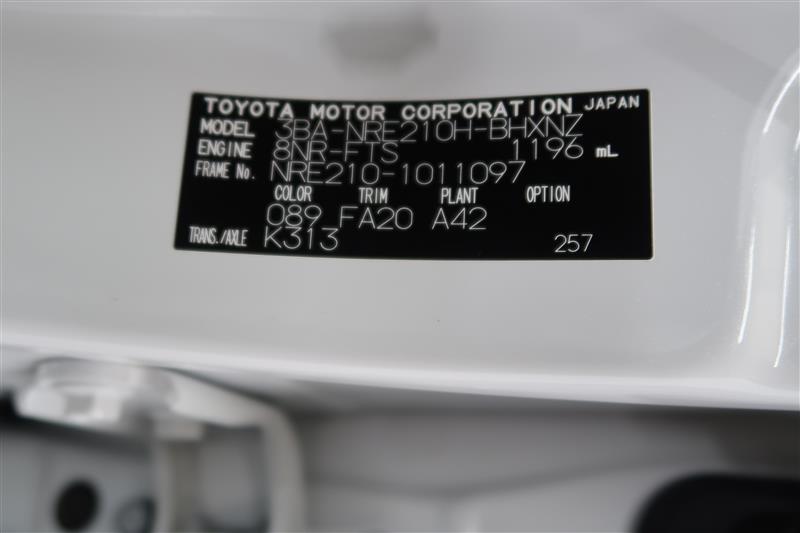 TOYOTA MOTOR CORPORATION JAPAN
MODEL 3BA-NRE210H-BHXNZ
ENGINE 8NR-FTS 1196 mL
FRAME No. NRE210-1011097
COLOR TRIM PLANT OPTION
089 FA20 A42
TRANS./AXLE K313 257